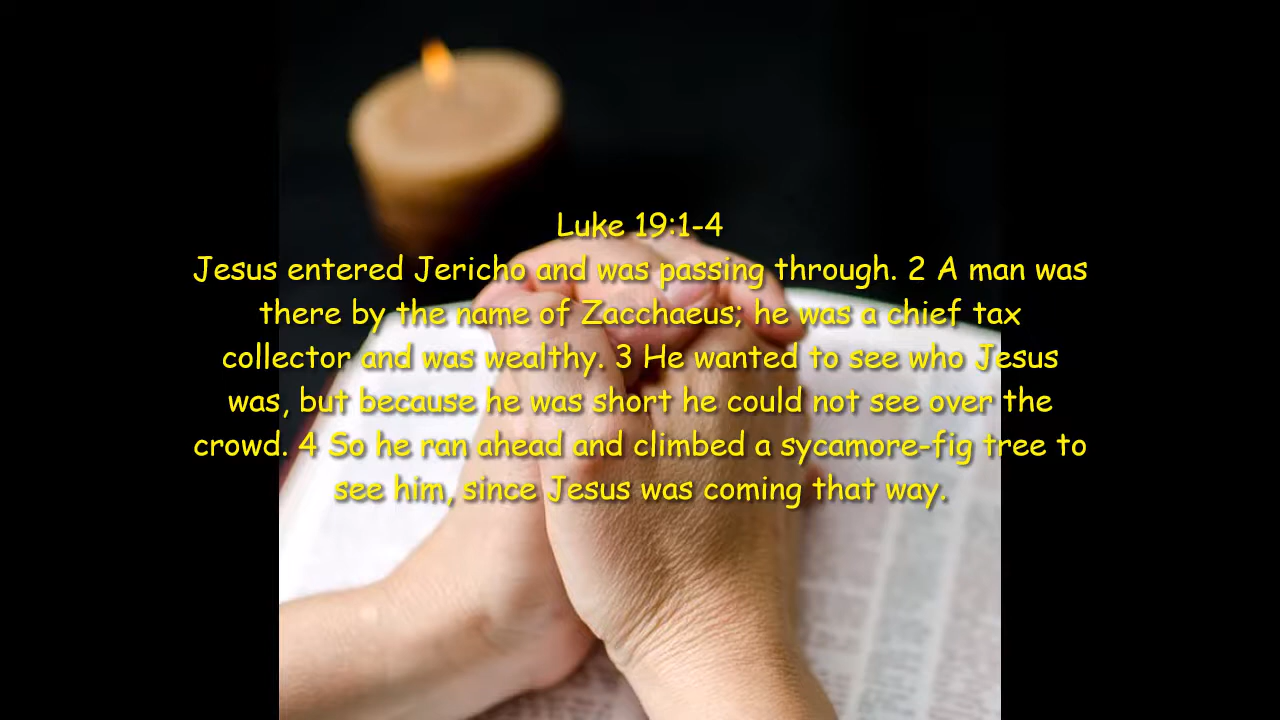 Luke 19:1-4
Jesus entered Jericho and was passing through. 2 A man was
there by the name of Zacchaeus; he was a chief tax
collector and was wealthy. 3 He wanted to see who Jesus
was, but because he was short he could not see over the
crowd. 4 So he ran ahead and climbed a sycamore-fig tree to
see him, since Jesus was coming that way.